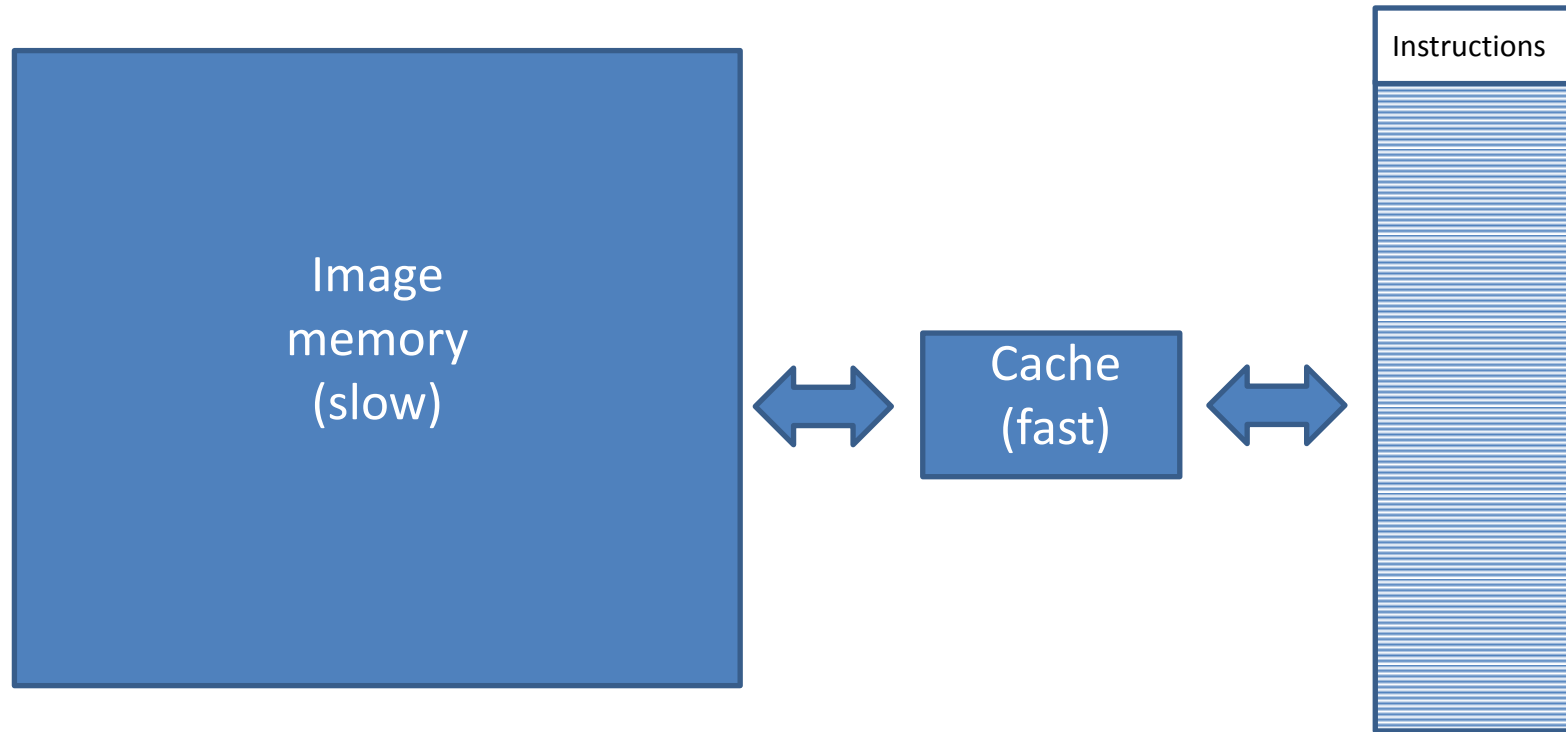 Image
memory
(slow)
Cache
(fast)
Instructions